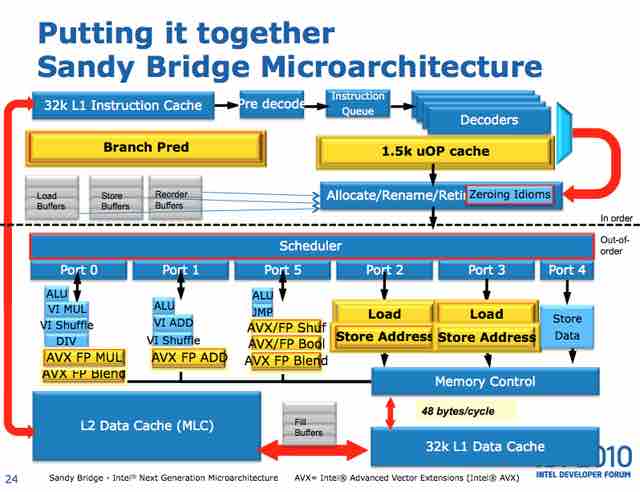 Putting it together
Sandy Bridge Microarchitecture
32k L1 Instruction Cache
Pre decode
Instruction
Queue
Decoders
Branch Pred
1.5k uOP cache
Load
Buffers
Store
Buffers
Reorder
Buffers
Allocate/Rename/Reti
Zeroing Idioms
In order
Out-of-
order
Scheduler
Port 0
Port 1
Port 5
Port 2
Port 3
Port 4
ALU
VI MUL
VI Shuffle
DIV
AVX FP MUL
AVX FP Blend
ALU
VI ADD
VI Shuffle
AVX FP ADD
ALU
JMP
AVX/FP Shuf
AVX/FP Bool
AVX FP Blend
Load
Store Address
Load
Store Address
Store
Data
Memory Control
L2 Data Cache (MLC)
Fill
Buffers
48 bytes/cycle
32k L1 Data Cache
2010
INTEL DEVELOPER FORUM
24
Sandy Bridge - Intel® Next Generation Microarchitecture
AVX= Intel® Advanced Vector Extensions (Intel® AVX)